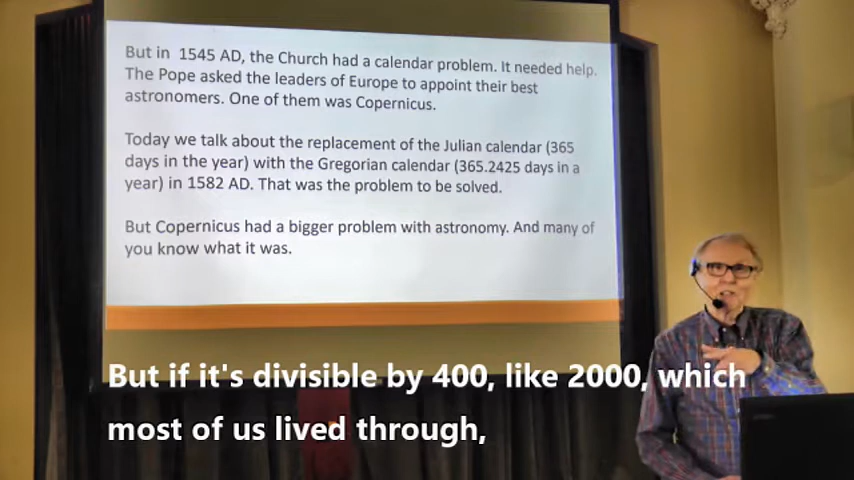 But in 1545 AD, the Church had a calendar problem. It needed help.
The Pope asked the leaders of Europe to appoint their best
astronomers. One of them was Copernicus.
Today we talk about the replacement of the Julian calendar (365
days in the year) with the Gregorian calendar (365.2425 days in a
year) in 1582 AD. That was the problem to be solved.
But Copernicus had a bigger problem with astronomy. And many of
you know what it was.
But if it's divisible by 400, like 2000, which
most of us lived through,